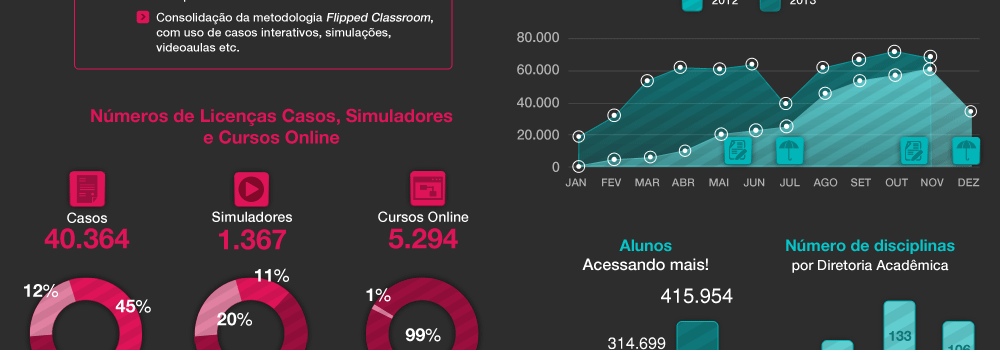 Consolidação da metodologia Flipped Classroom,
com uso de casos interativos, simulações,
videoaulas etc.
Números de Licenças Casos, Simuladores
e Cursos Online
Casos
40.364
Simuladores
1.367
Cursos Online
5.294
12%
45%
11%
20%
1%
99%
2012
2013
80.000
60.000
40.000
20.000
0
JAN FEV MAR ABR MAI JUN JUL AGO SET OUT NOV DEZ
Alunos
Acessando mais!
415.954
314.699
Número de disciplinas
por Diretoria Acadêmica
133
106